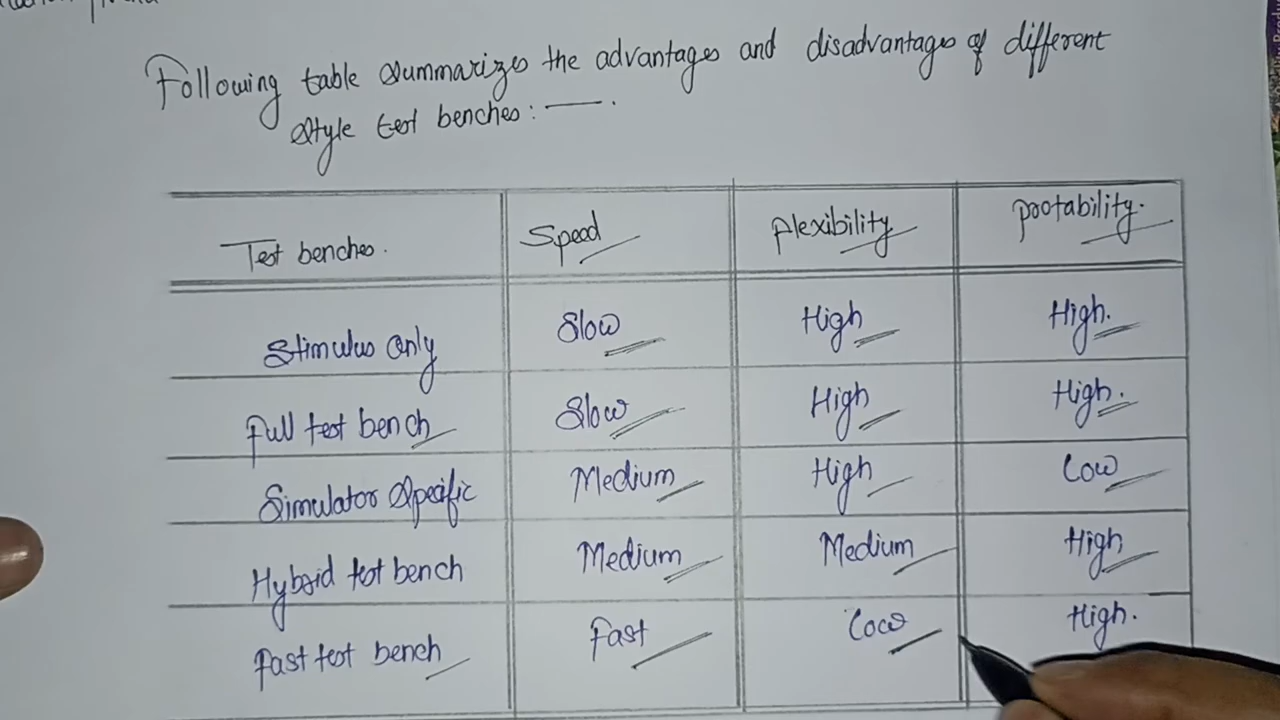 Following table summarizes the advantages and disadvantages of different
style test benches: —.
Test benches. Speed flexibility protability.
Stimulus Only Slow High High.
Full test bench Slow High High.
Simulator specific Medium High Low
Hybrid test bench Medium Medium High
Fast test bench Fast Low High.